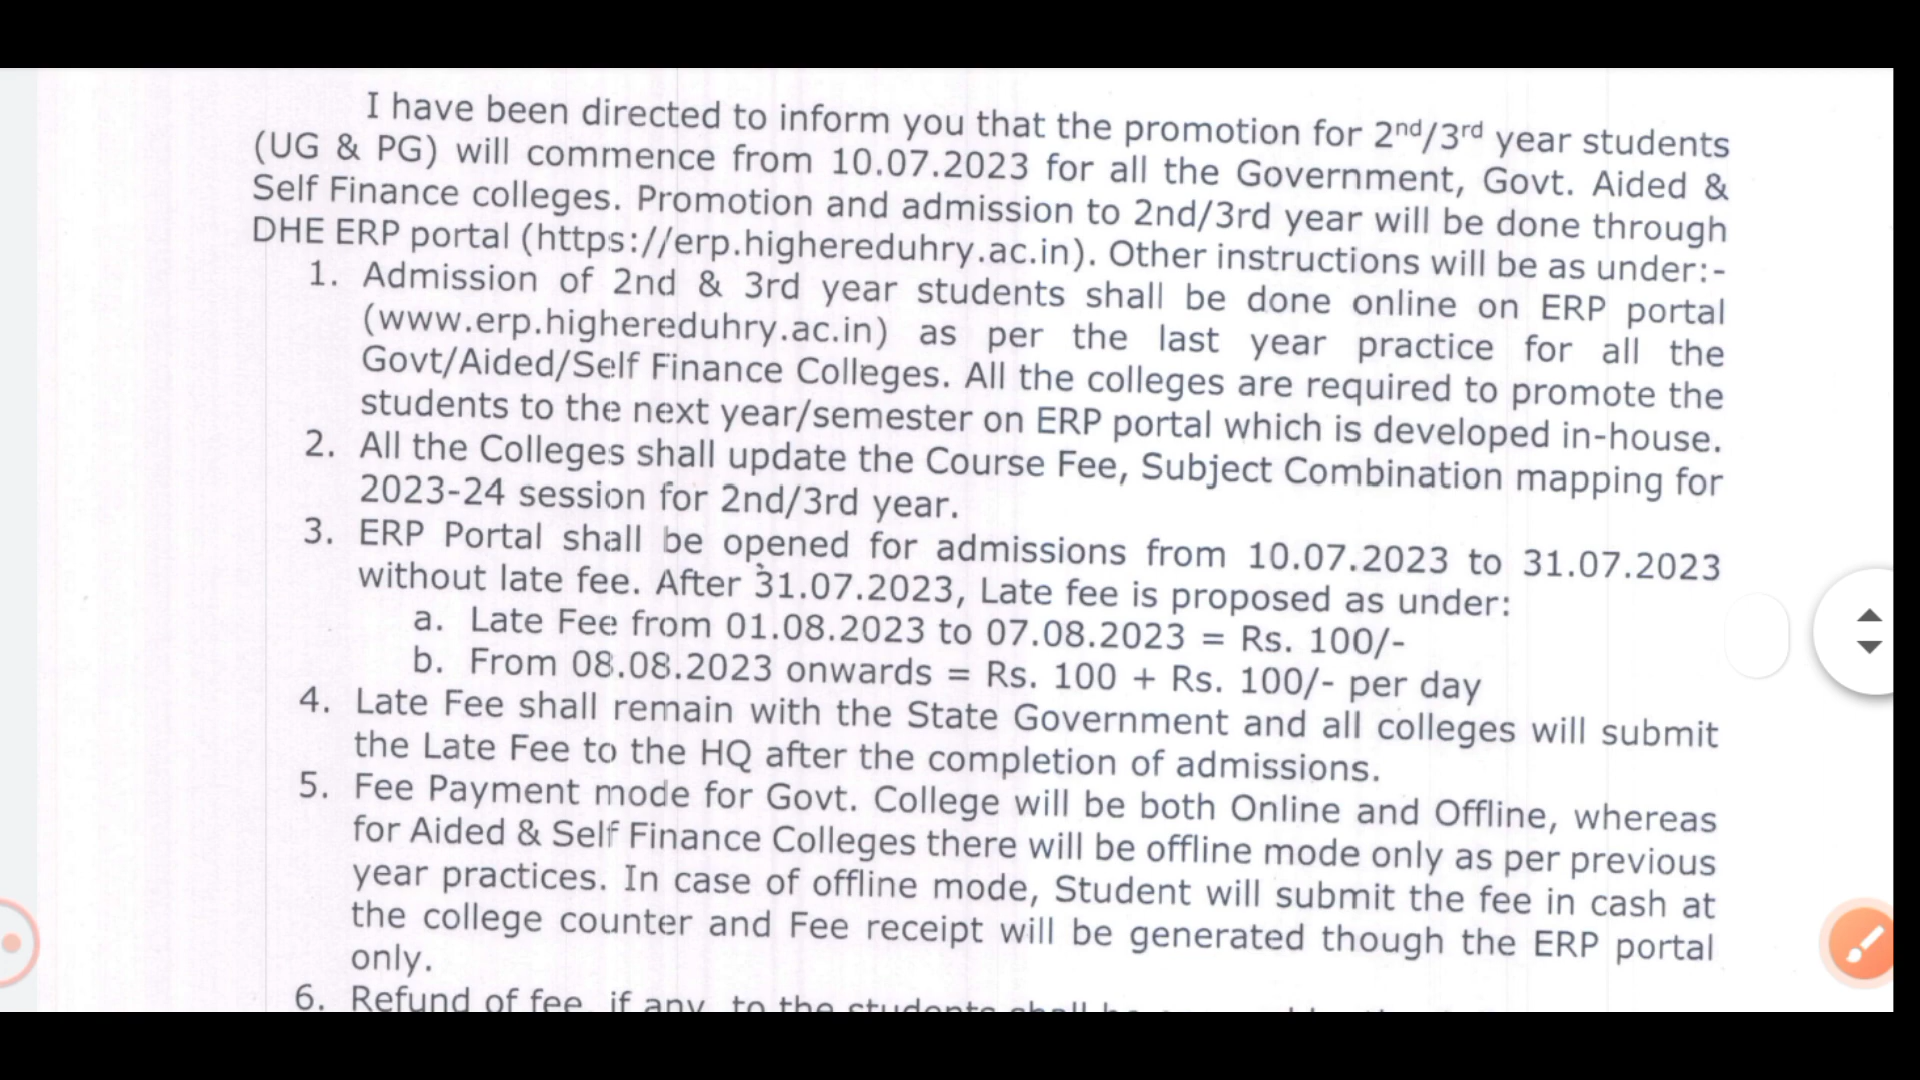 I have been directed to inform you that the promotion for 2nd/3rd year students
(UG & PG) will commence from 10.07.2023 for all the Government, Govt. Aided &
Self Finance colleges. Promotion and admission to 2nd/3rd year will be done through
DHE ERP portal (https://erp.highereduhry.ac.in). Other instructions will be as under:-
1. Admission of 2nd & 3rd year students shall be done online on ERP portal
(www.erp.highereduhry.ac.in) as per the last year practice for all the
Govt/Aided/Self Finance Colleges. All the colleges are required to promote the
students to the next year/semester on ERP portal which is developed in-house.
2. All the Colleges shall update the Course Fee, Subject Combination mapping for
2023-24 session for 2nd/3rd year.
3. ERP Portal shall be opened for admissions from 10.07.2023 to 31.07.2023
without late fee. After 31.07.2023, Late fee is proposed as under:
a. Late Fee from 01.08.2023 to 07.08.2023 = Rs. 100/-
b. From 08.08.2023 onwards = Rs. 100 + Rs. 100/- per day
4. Late Fee shall remain with the State Government and all colleges will submit
the Late Fee to the HQ after the completion of admissions.
5. Fee Payment mode for Govt. College will be both Online and Offline, whereas
for Aided & Self Finance Colleges there will be offline mode only as per previous
year practices. In case of offline mode, Student will submit the fee in cash at
the college counter and Fee receipt will be generated though the ERP portal
only.
6. Refund of fee, if any, to the students shall be